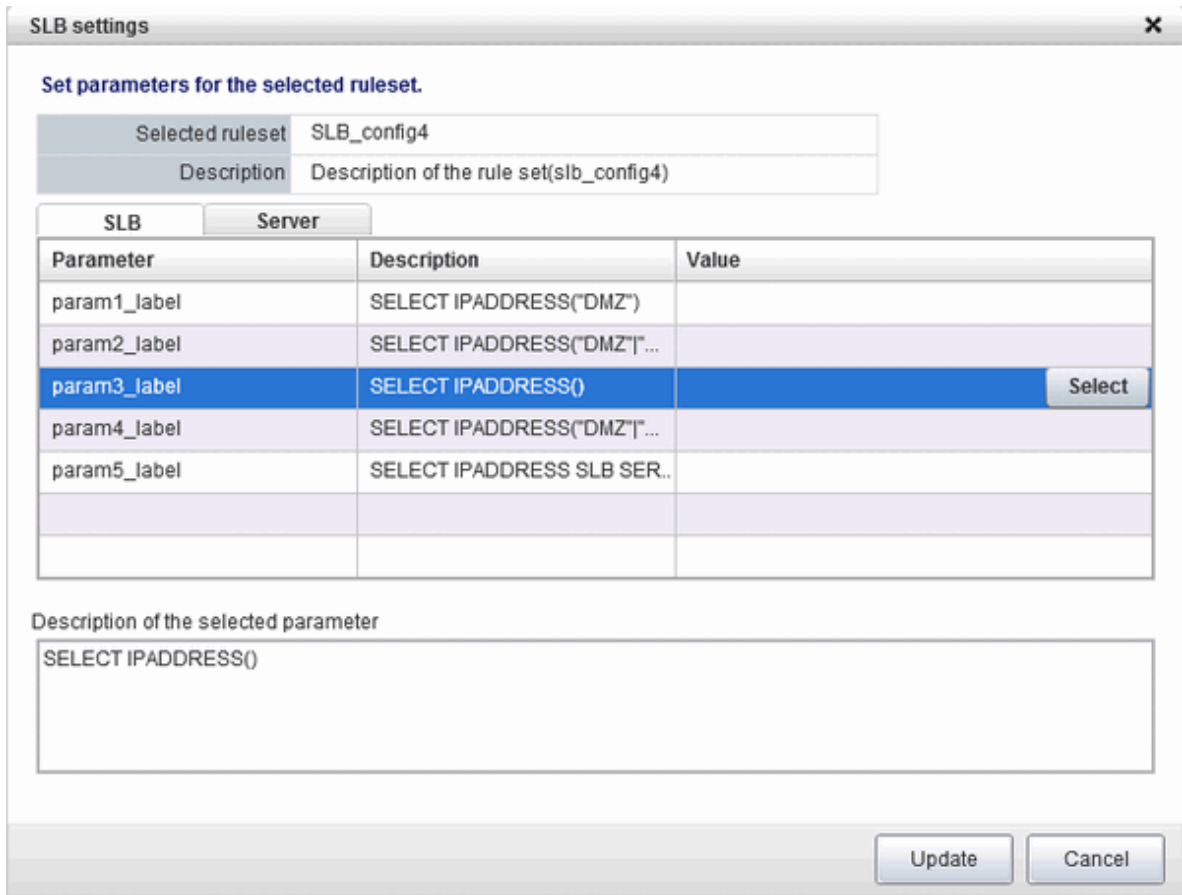 SLB settings
Set parameters for the selected ruleset.
Selected ruleset SLB_config4
Description Description of the rule set(slb_config4)
SLB Server
Parameter Description Value
param1_label SELECT IPADDRESS("DMZ")
param2_label SELECT IPADDRESS("DMZ"|"...
param3_label SELECT IPADDRESS() Select
param4_label SELECT IPADDRESS("DMZ"|"...
param5_label SELECT IPADDRESS SLB SER..
Description of the selected parameter
SELECT IPADDRESS()
Update Cancel